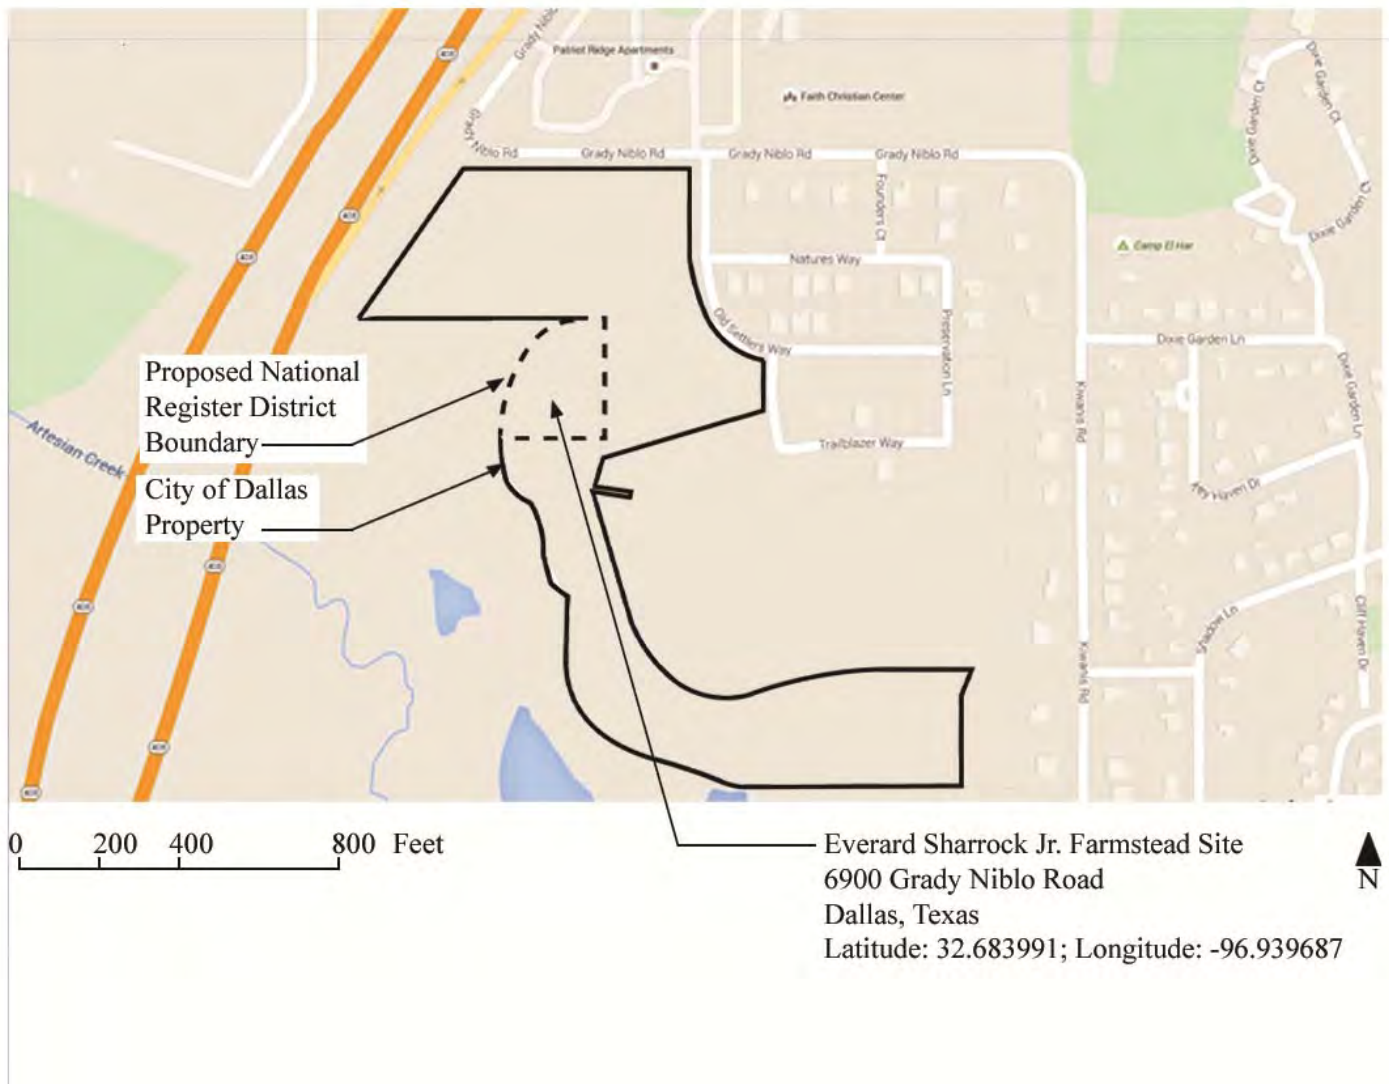 408
Grady Niblo
Patriot Ridge Apartments
Faith Christian Center
Dixie Garden Ct
Dixie Garden Ct
Dixie Garden Ct
Grady Niblo Rd
Grady Niblo Rd
Grady Niblo Rd
Grady Niblo Rd
Founders Ct
408
408
Natures Way
Camp El Har
Old Settlers Way
Preservation Ln
Dixie Garden Ln
Dixie Garden Ln
Proposed National
Register District
Boundary
Kiwanis Rd
Artesian Creek
Trailblazer Way
City of Dallas
Property
Key Haven Dr
408
408
Shadow Ln
Cliff Haven Dr
Kiwanis Rd
408
408
0 200 400 800 Feet
Everard Sharrock Jr. Farmstead Site
6900 Grady Niblo Road
Dallas, Texas
Latitude: 32.683991; Longitude: -96.939687
N